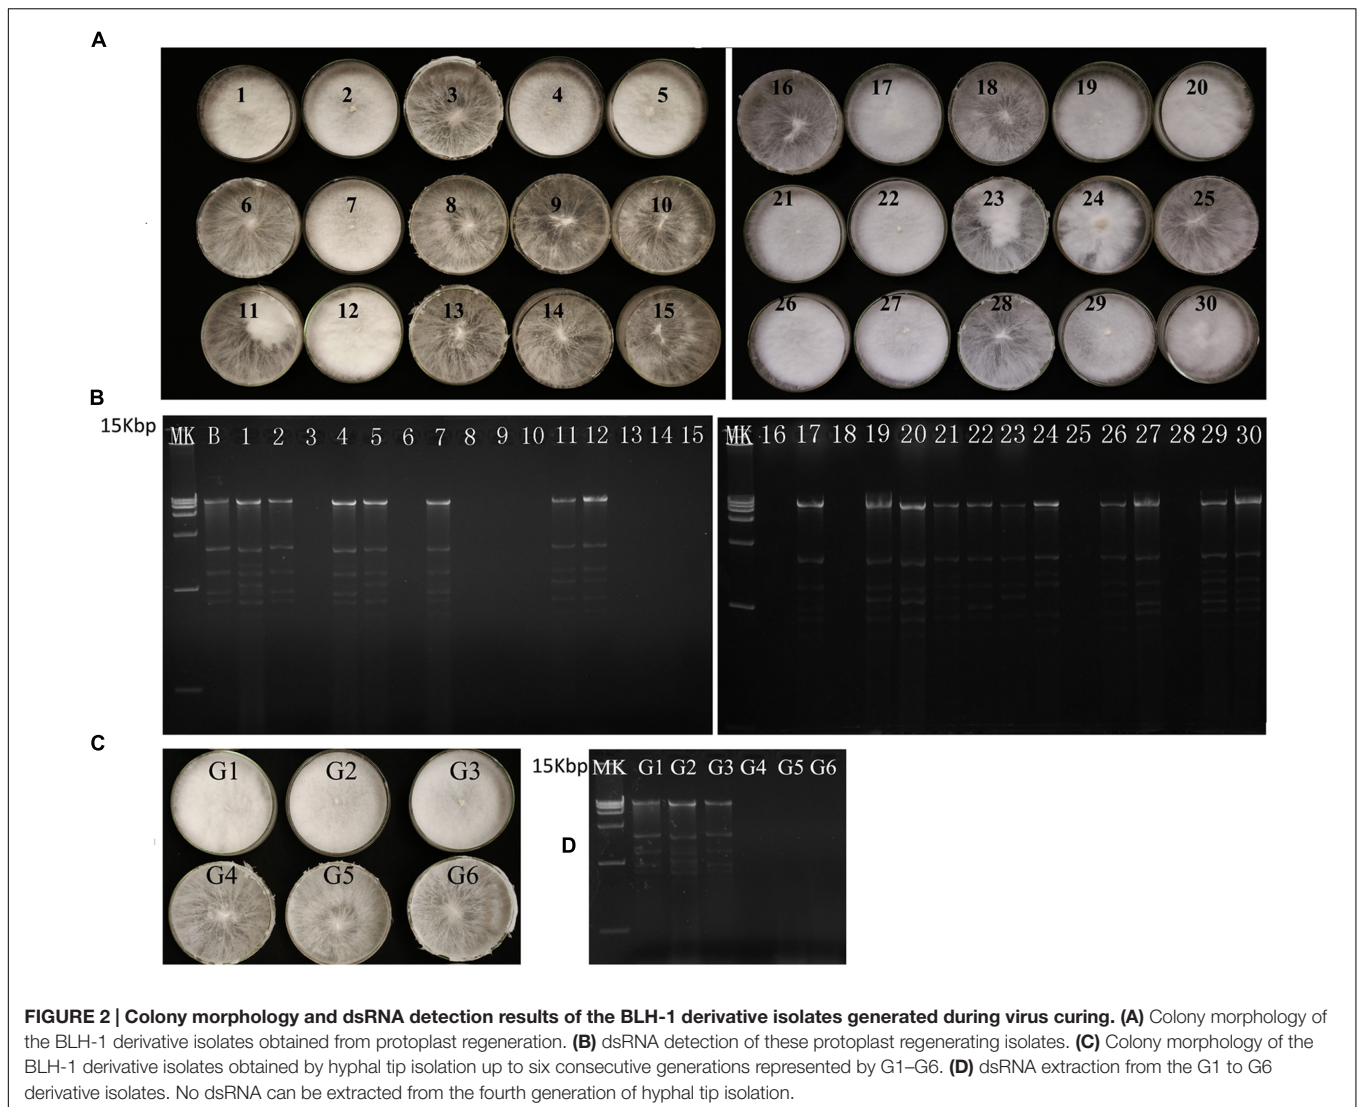 A
1 2 3 4 5 16 17 18 19 20
6 7 8 9 10 21 22 23 24 25
11 12 13 14 15 26 27 28 29 30
B
15Kbp MK B 1 2 3 4 5 6 7 8 9 10 11 12 13 14 15 MK 16 17 18 19 20 21 22 23 24 25 26 27 28 29 30
C
G1 G2 G3
G4 G5 G6
15Kbp MK G1 G2 G3 G4 G5 G6
D
FIGURE 2 | Colony morphology and dsRNA detection results of the BLH-1 derivative isolates generated during virus curing. (A) Colony morphology of
the BLH-1 derivative isolates obtained from protoplast regeneration. (B) dsRNA detection of these protoplast regenerating isolates. (C) Colony morphology of the
BLH-1 derivative isolates obtained by hyphal tip isolation up to six consecutive generations represented by G1–G6. (D) dsRNA extraction from the G1 to G6
derivative isolates. No dsRNA can be extracted from the fourth generation of hyphal tip isolation.